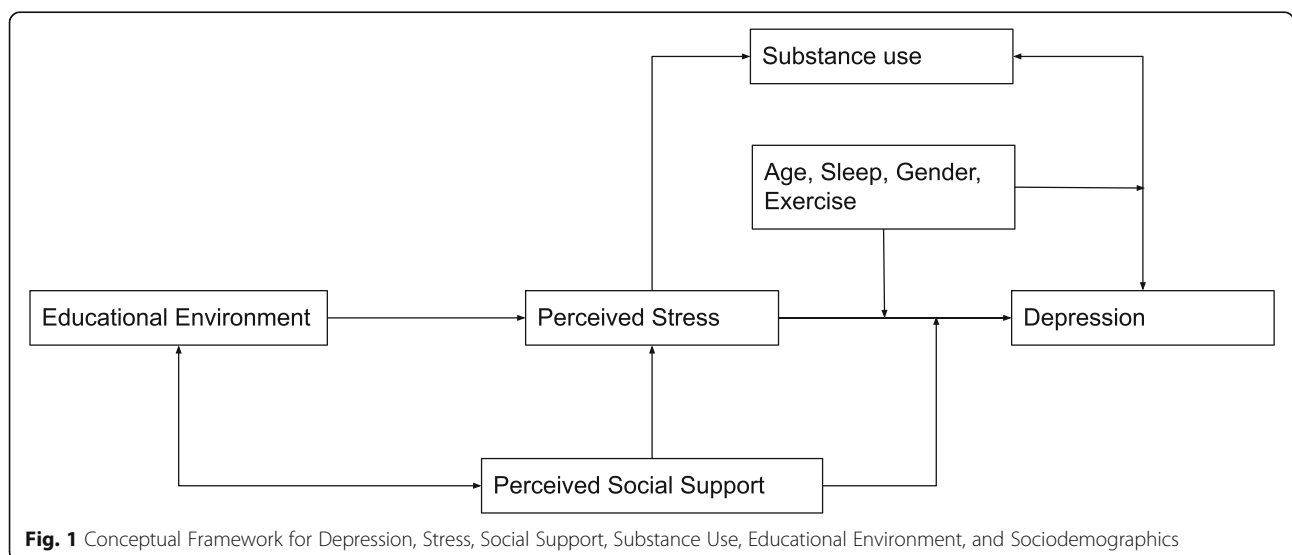 Substance use
Age, Sleep, Gender,
Exercise
Educational Environment
Perceived Stress
Depression
Perceived Social Support
Fig. 1 Conceptual Framework for Depression, Stress, Social Support, Substance Use, Educational Environment, and Sociodemographics